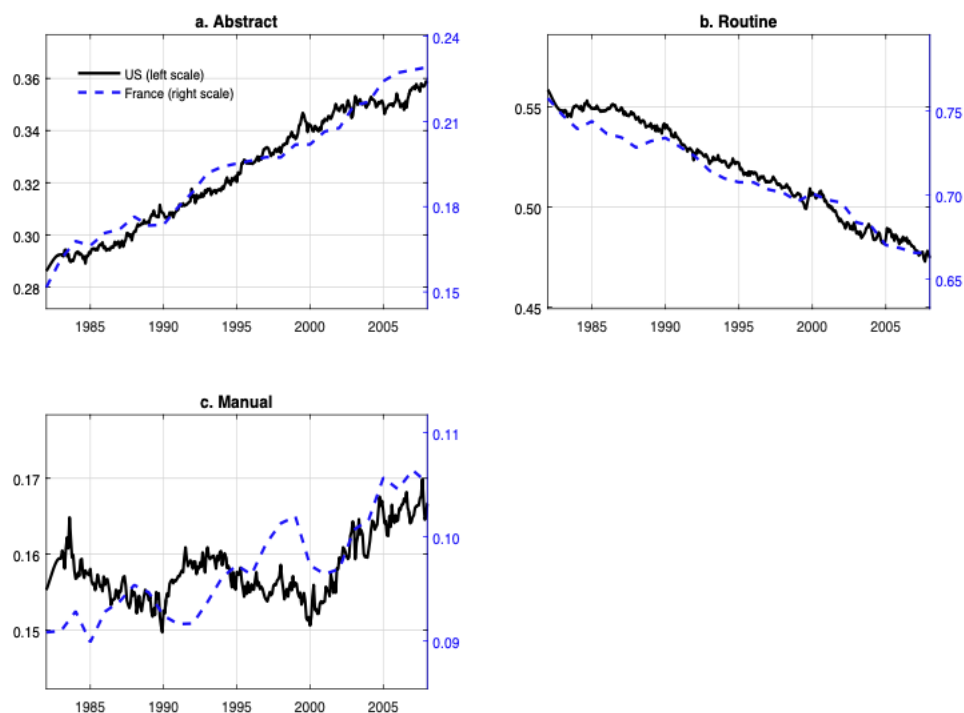 a. Abstract
0.36
0.34
0.32
0.30
0.28
US (left scale)
France (right scale)
0.24
0.21
0.18
0.15
1985 1990 1995 2000 2005
b. Routine
0.55
0.50
0.45
0.75
0.70
0.65
1985 1990 1995 2000 2005
c. Manual
0.17
0.16
0.15
0.11
0.10
0.09
1985 1990 1995 2000 2005